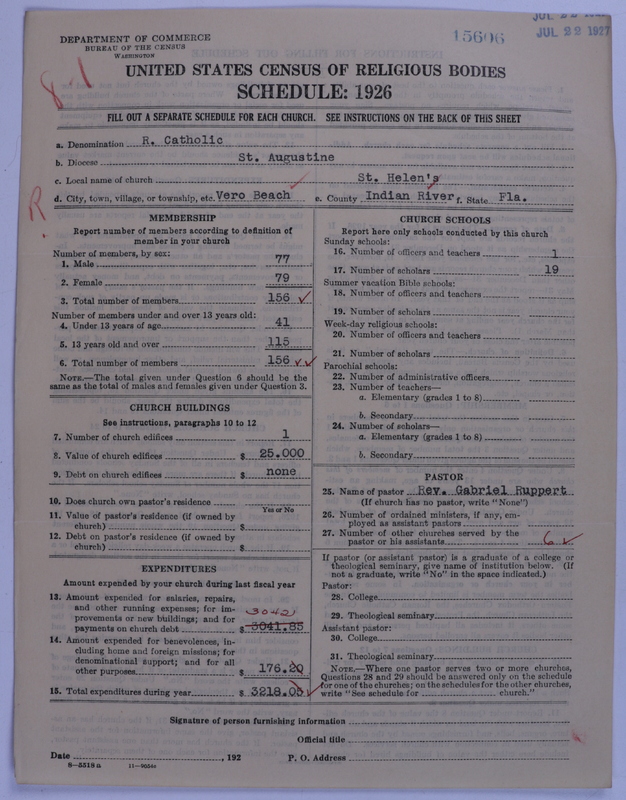 DEPARTMENT OF COMMERCE
BUREAU OF THE CENSUS
WASHINGTON
15606
JUL 22 1927
8-1
UNITED STATES CENSUS OF RELIGIOUS BODIES
SCHEDULE: 1926
FILL OUT A SEPARATE SCHEDULE FOR EACH CHURCH. SEE INSTRUCTIONS ON THE BACK OF THIS SHEET
a. Denomination R. Catholic
b. Diocese St. Augustine
c. Local name of church St. Helen's
d. City, town, village, or township, etc. Vero Beach e. County Indian River f. State Fla.
R.
MEMBERSHIP
Report number of members according to definition of
member in your church
Number of members, by sex:
1. Male 77
2. Female 79
3. Total number of members 156
Number of members under and over 13 years old:
4. Under 13 years of age 41
5. 13 years old and over 115
6. Total number of members 156
NOTE.—The total given under Question 6 should be the
same as the total of males and females given under Question 3.
CHURCH BUILDINGS
See instructions, paragraphs 10 to 12
7. Number of church edifices 1
8. Value of church edifices $ 25.000
9. Debt on church edifices $ none
10. Does church own pastor's residence
Yes or No
11. Value of pastor's residence (if owned by
church) $
12. Debt on pastor's residence (if owned by
church) $
EXPENDITURES
Amount expended by your church during last fiscal year
13. Amount expended for salaries, repairs,
and other running expenses; for im-
provements or new buildings; and for
payments on church debt $ 3041.85
3042
14. Amount expended for benevolences, in-
cluding home and foreign missions; for
denominational support; and for all
other purposes $ 176.20
15. Total expenditures during year $ 3218.05
CHURCH SCHOOLS
Report here only schools conducted by this church
Sunday schools:
16. Number of officers and teachers 1
17. Number of scholars 19
Summer vacation Bible schools:
18. Number of officers and teachers
19. Number of scholars
Week-day religious schools:
20. Number of officers and teachers
21. Number of scholars
Parochial schools:
22. Number of administrative officers
23. Number of teachers—
a. Elementary (grades 1 to 8)
b. Secondary
24. Number of scholars—
a. Elementary (grades 1 to 8)
b. Secondary
PASTOR
25. Name of pastor Rev. Gabriel Ruppert
(If church has no pastor, write "None")
26. Number of ordained ministers, if any, em-
ployed as assistant pastors
27. Number of other churches served by the
pastor or his assistants 6
If pastor (or assistant pastor) is a graduate of a college or
theological seminary, give name of institution below. (If
not a graduate, write "No" in the space indicated.)
Pastor:
28. College
29. Theological seminary
Assistant pastor:
30. College
31. Theological seminary
NOTE.—Where one pastor serves two or more churches,
Questions 28 and 29 should be answered only on the schedule
for one of the churches; on the schedules for the other churches,
write "See schedule for church."
Signature of person furnishing information
Official title
Date , 192 P. O. Address
8—5518 a 11—9654